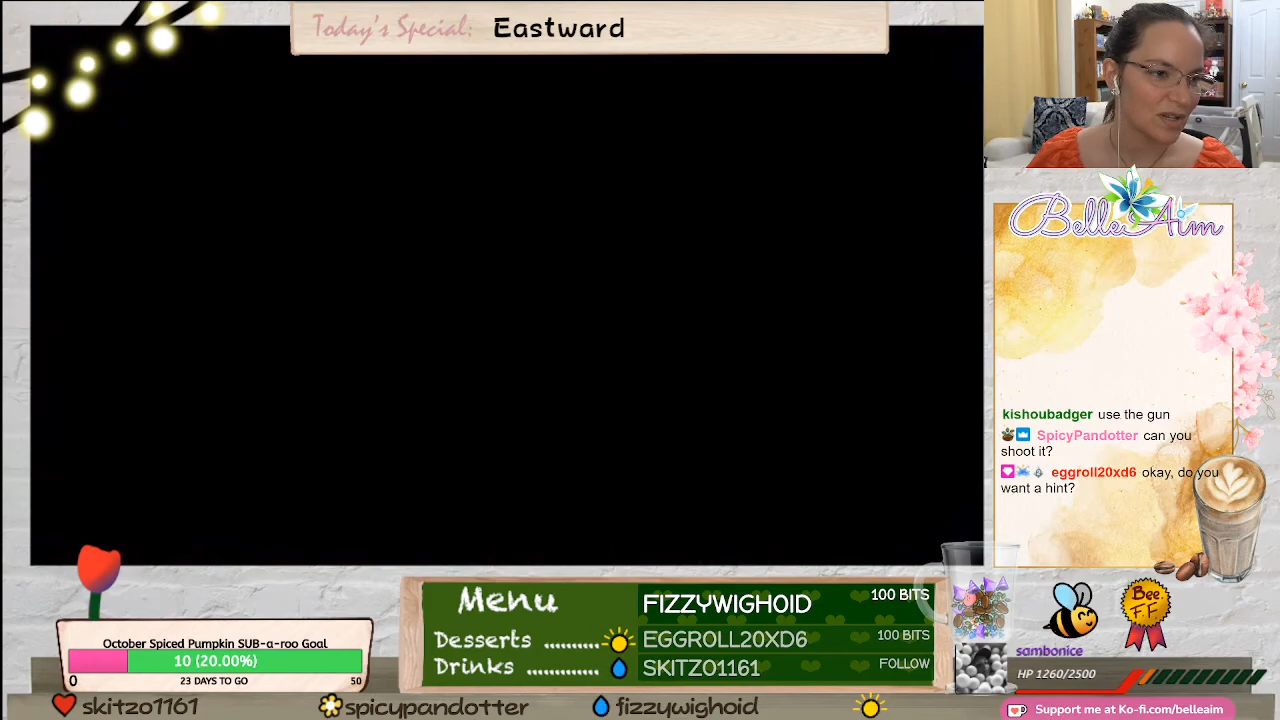 Today's Special: Eastward
BelleAim
kishoubadger use the gun
SpicyPandotter can you
shoot it?
eggroll20xd6 okay, do you
want a hint?
October Spiced Pumpkin SUB-a-roo Goal
10 (20.00%)
0 23 DAYS TO GO 50
Menu
Desserts ..........
Drinks ............
FIZZYWIGHOID 100 BITS
EGGROLL20XD6 100 BITS
SKITZO1161 FOLLOW
Bee
F.F
sambonice
HP 1260/2500
skitzo1161 spicypandotter fizzywighoid
Support me at Ko-fi.com/belleaim